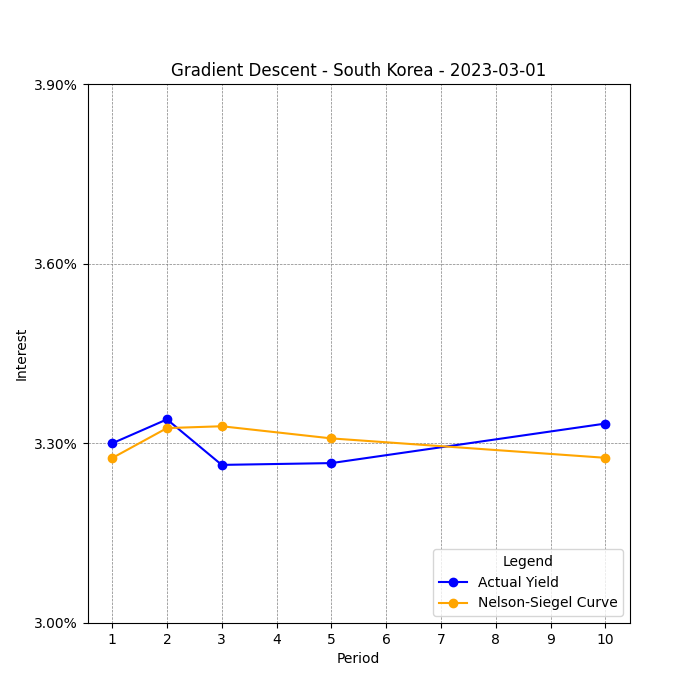 Gradient Descent - South Korea - 2023-03-01
3.90%
3.60%
3.30%
3.00%
Interest
1 2 3 4 5 6 7 8 9 10
Period
Legend
Actual Yield
Nelson-Siegel Curve